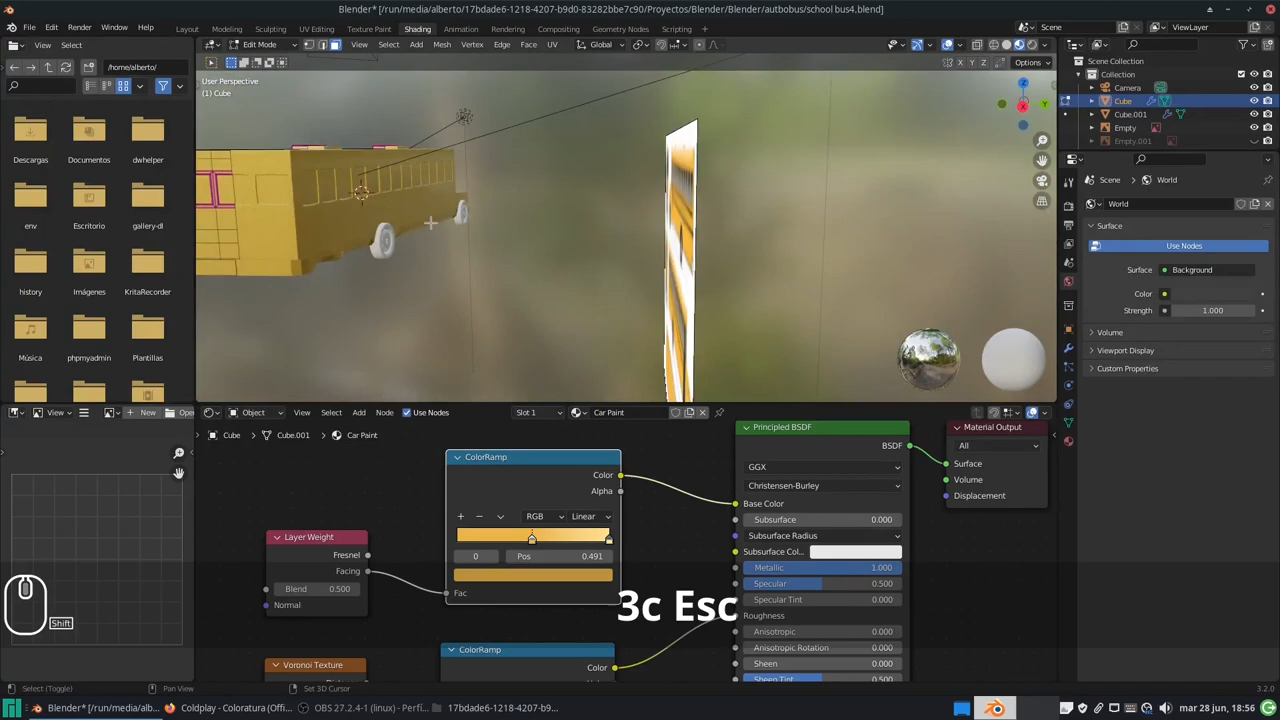 Blender* [/run/media/alberto/17bdade6-1218-4207-b9d0-83282bbe7c90/Proyectos/Blender/Blender/autbobus/school bus4.blend]
File Edit Render Window Help Layout Modeling Sculpting UV Editing Texture Paint Shading Animation Rendering Compositing Geometry Nodes Scripting Scene ViewLayer
View Select Edit Mode View Select Add Mesh Vertex Edge Face UV Global
/home/alberto/ X Y Z Options
User Perspective
(1) Cube
Descargas Documentos dwhelper
env Escritorio gallery-dl
history Imágenes KritaRecorder
Música phpmyadmin Plantillas
Scene Collection
Collection
Camera
Cube
Cube.001
Empty
Empty.001
Scene World
World
Surface
Use Nodes
Surface Background
Color
Strength 1.000
Volume
Viewport Display
Custom Properties
View New Open Object View Select Add Node Use Nodes Slot 1 Car Paint
Cube Cube.001 Car Paint
Layer Weight
Fresnel
Facing
Blend 0.500
Normal
Voronoi Texture
ColorRamp
Color
Alpha
RGB Linear
0 Pos 0.491
Fac
ColorRamp
Color
Principled BSDF
BSDF
GGX
Christensen-Burley
Base Color
Subsurface 0.000
Subsurface Radius
Subsurface Col...
Metallic 1.000
Specular 0.500
Specular Tint 0.000
Roughness
Anisotropic 0.000
Anisotropic Rotation 0.000
Sheen 0.000
Sheen Tint 0.500
Material Output
All
Surface
Volume
Displacement
3c Esc
Shift
Select (Toggle) Pan View Set 3D Cursor 3.2.0
Blender* [/run/media/alb... Coldplay - Coloratura (Offi... OBS 27.2.4-1 (linux) - Perfi... 17bdade6-1218-4207-b9... mar 28 jun, 18:56